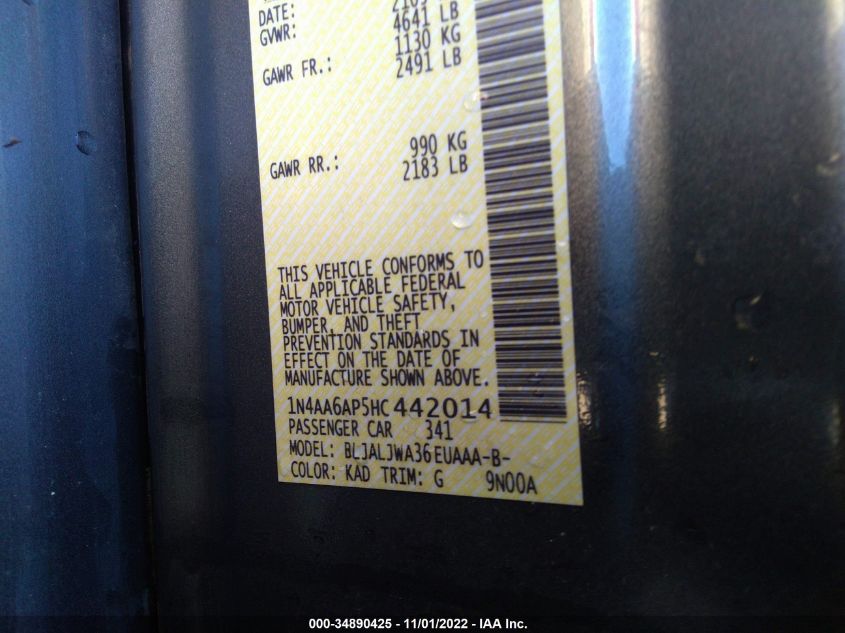 DATE:
GVWR: 4641 LB
1130 KG
GAWR FR.: 2491 LB
990 KG
GAWR RR.: 2183 LB
THIS VEHICLE CONFORMS TO
ALL APPLICABLE FEDERAL
MOTOR VEHICLE SAFETY,
BUMPER, AND THEFT
PREVENTION STANDARDS IN
EFFECT ON THE DATE OF
MANUFACTURE SHOWN ABOVE.
1N4AA6AP5HC442014
PASSENGER CAR 341
MODEL: BLJALJWA36EUAAA-B-
COLOR: KAD TRIM: G 9N00A
000-34890425 - 11/01/2022 - IAA Inc.